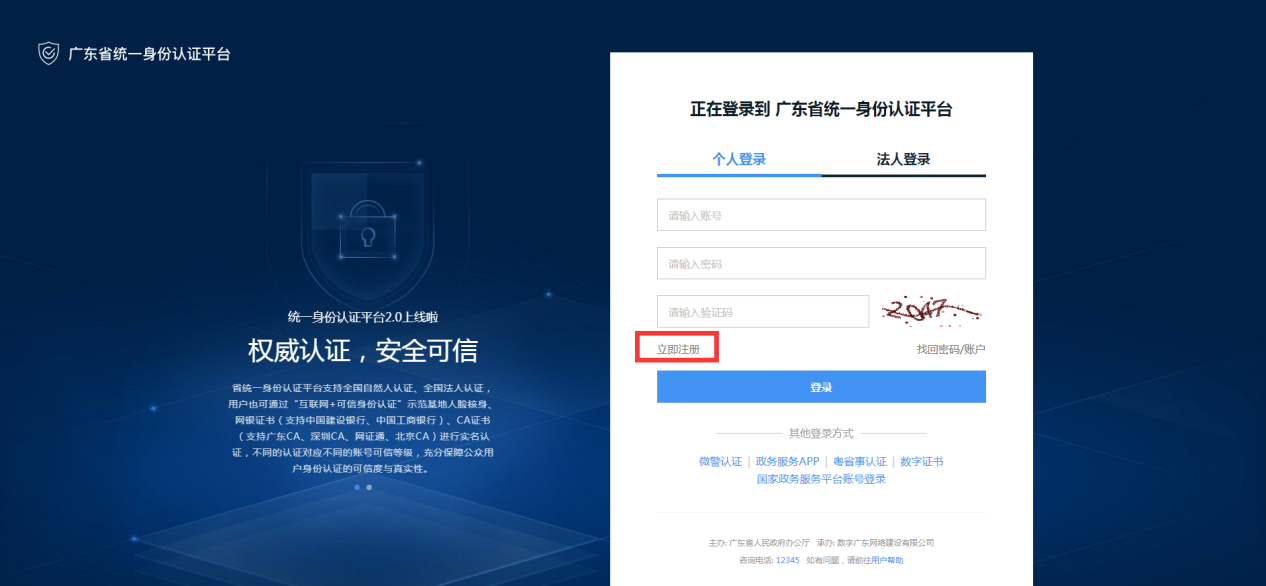 广东省统一身份认证平台
统一身份认证平台2.0上线啦
权威认证，安全可信
省统一身份认证平台支持全国自然人认证、全国法人认证，
用户也可通过“互联网+可信身份认证”示范基地人脸核身、
网银证书（支持中国建设银行、中国工商银行）、CA证书
（支持广东CA、深圳CA、网证通、北京CA）进行实名认
证，不同的认证对应不同的账号可信等级，充分保障公众用
户身份认证的可信度与真实性。
正在登录到 广东省统一身份认证平台
个人登录 法人登录
请输入账号
请输入密码
请输入验证码 2047
立即注册 找回密码/账户
登录
其他登录方式
微警认证 | 政务服务APP | 粤省事认证 | 数字证书
国家政务服务平台账号登录
主办: 广东省人民政府办公厅 承办: 数字广东网络建设有限公司
咨询电话: 12345 如有问题，请前往用户帮助